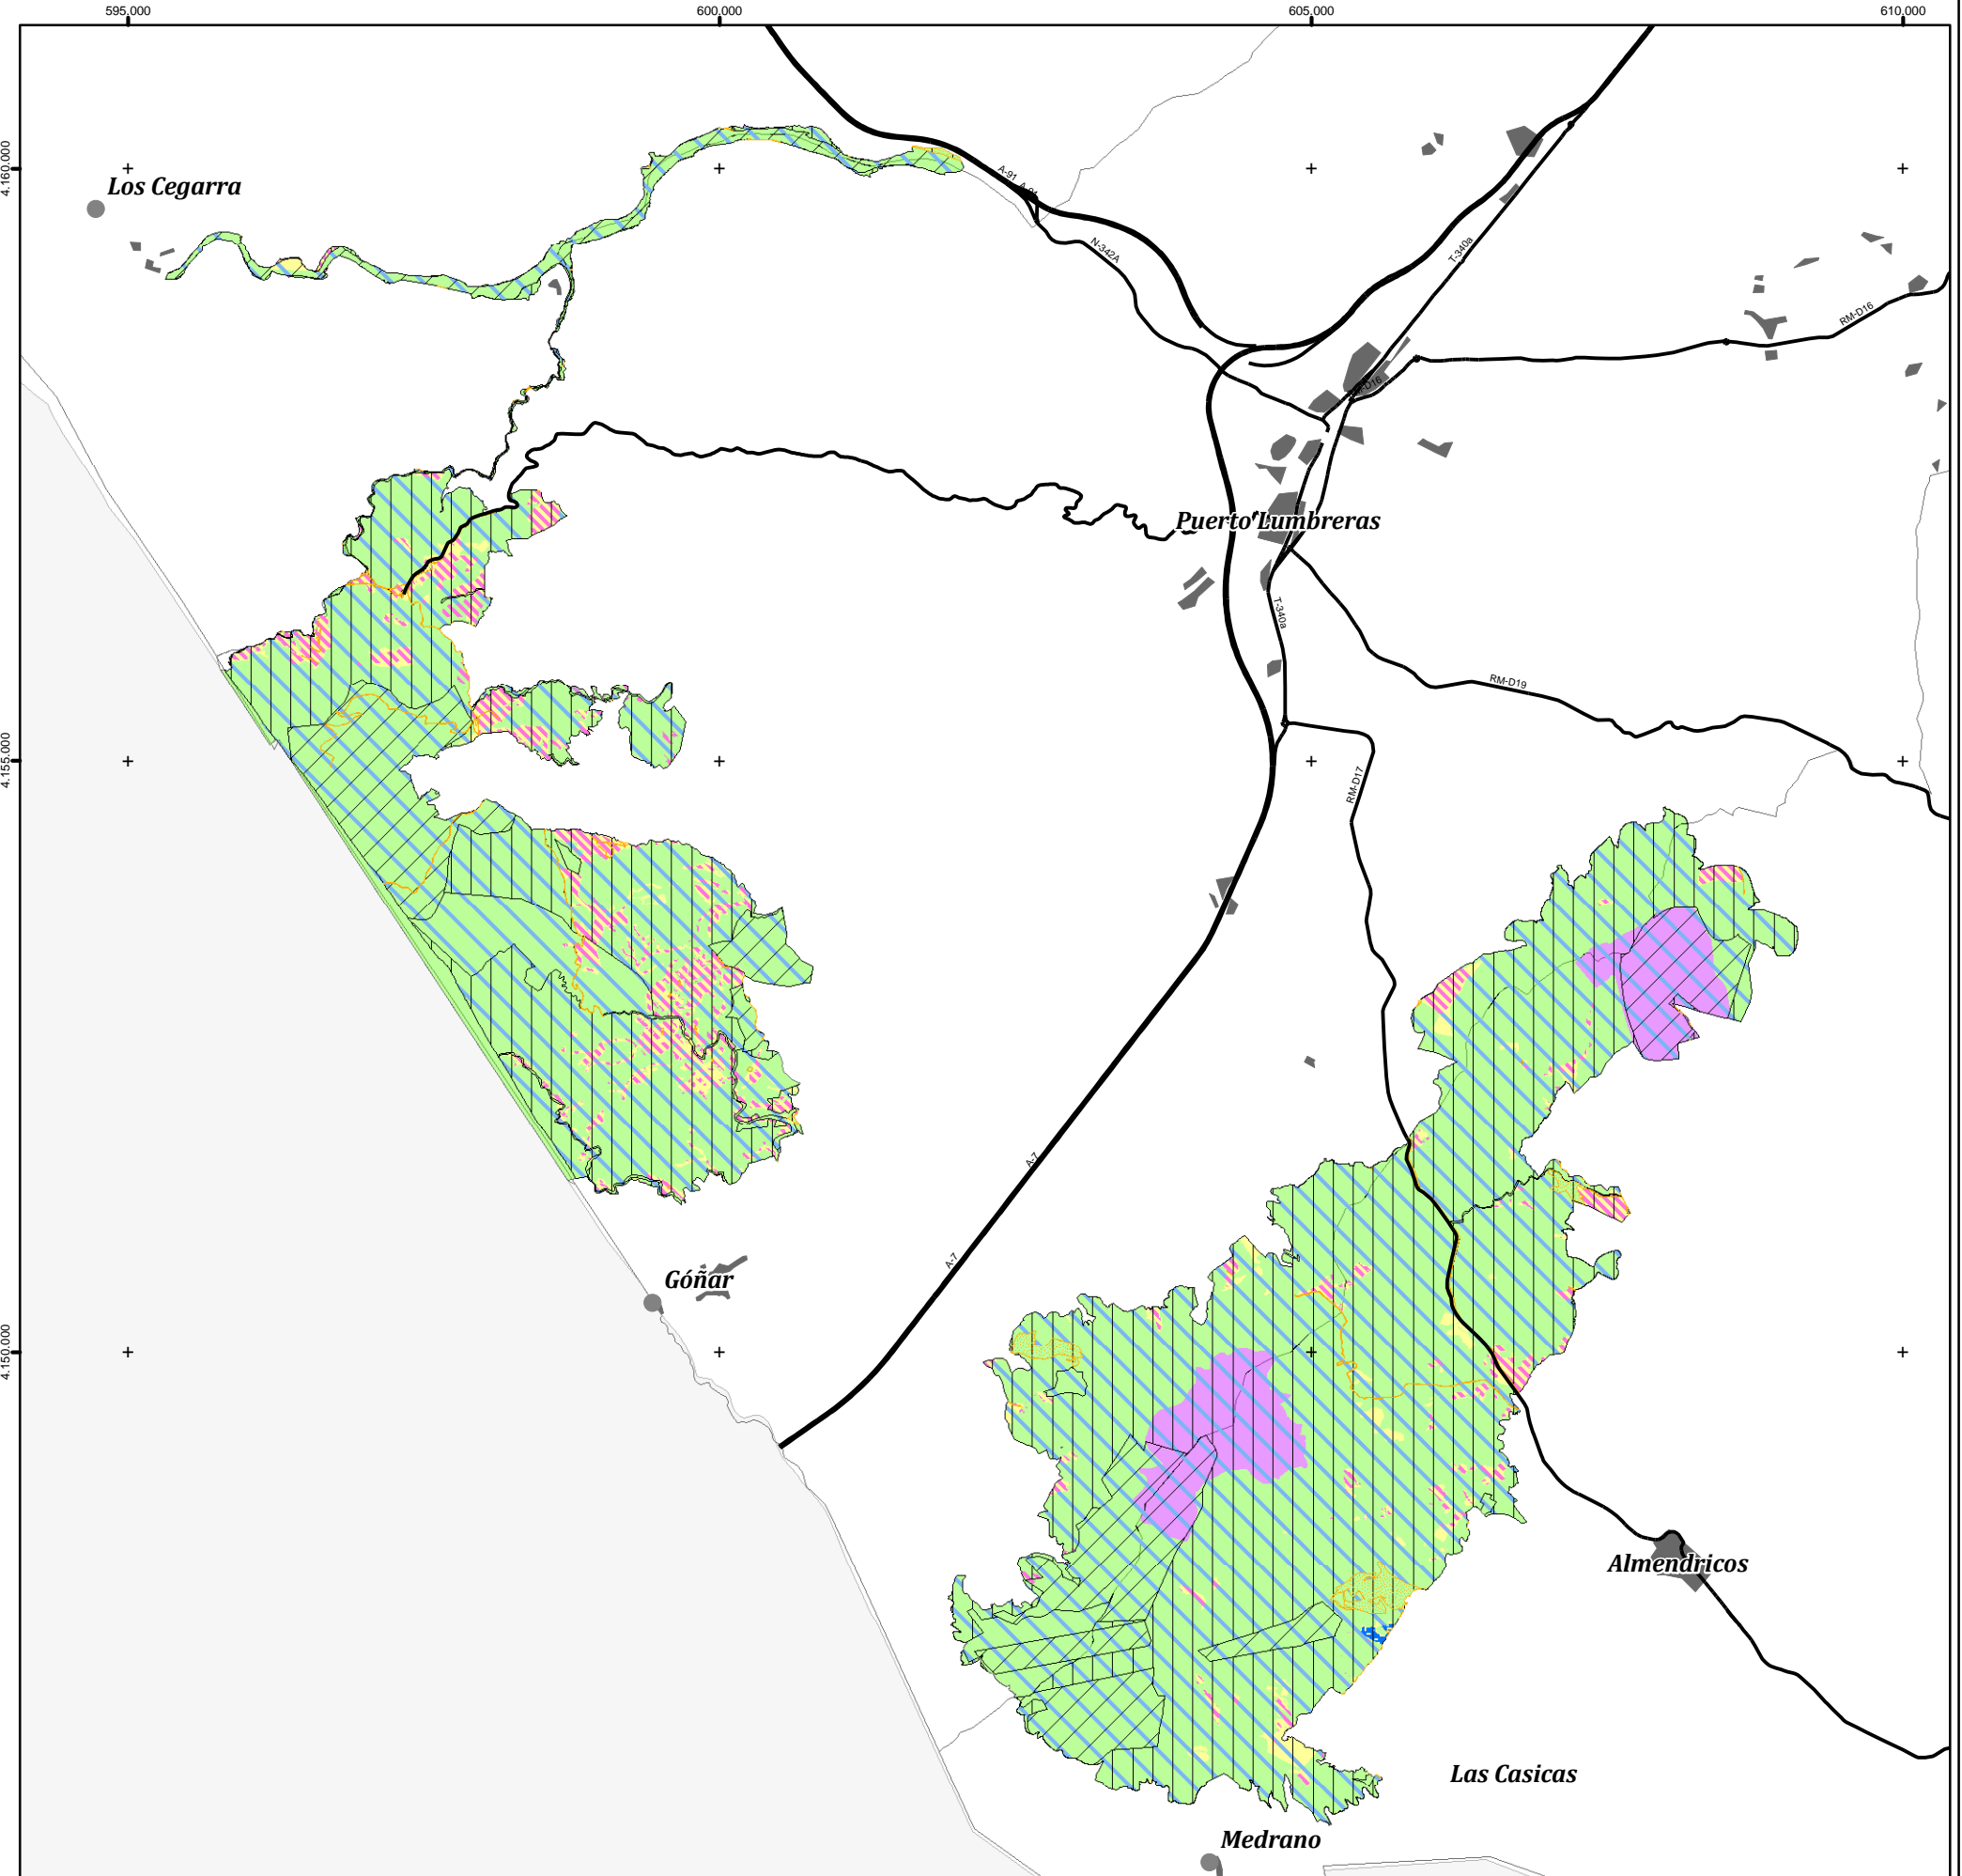 595.000
600.000
605.000
610.000
4.160.000
4.155.000
4.150.000
Los Cegarra
A-91
A-91
N-342A
T-340a
RM-D16
D16
Puerto Lumbreras
T-340a
RM-D19
RM-D17
A-7
A-7
Góñar
Almendricos
Las Casicas
Medrano